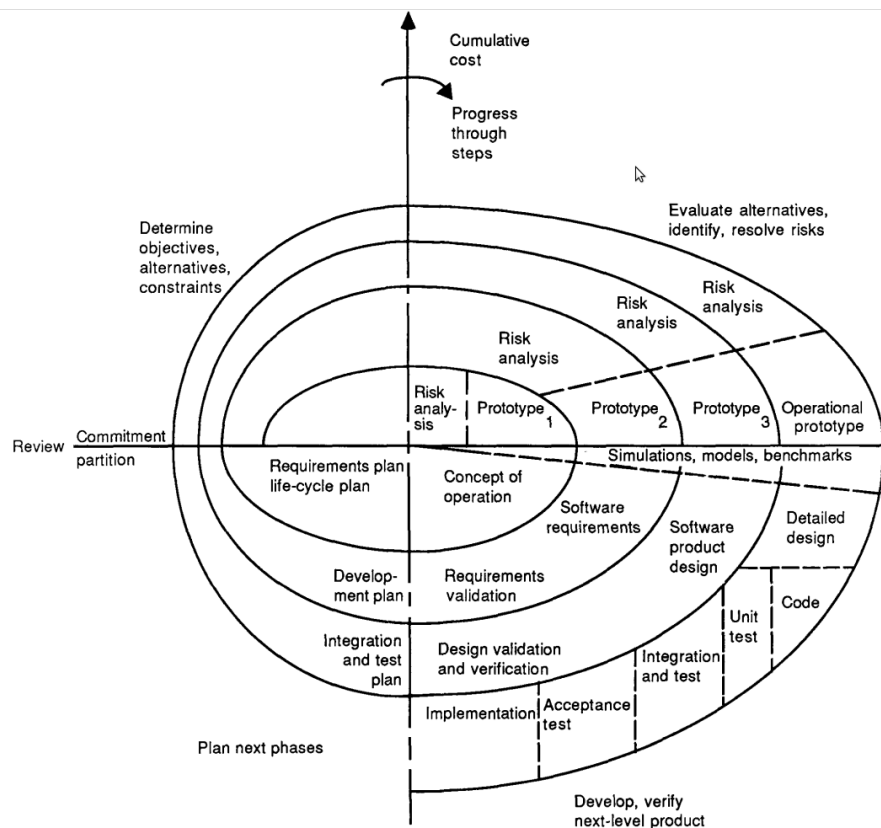 Cumulative
cost
Progress
through
steps
Determine
objectives,
alternatives,
constraints
Evaluate alternatives,
identify, resolve risks
Risk
analysis
Risk
analysis
Risk
analysis
Risk
analy-
sis
Prototype 1
Prototype 2
Prototype 3
Operational
prototype
Review
Commitment
partition
Simulations, models, benchmarks
Requirements plan
life-cycle plan
Concept of
operation
Software
requirements
Software
product
design
Detailed
design
Develop-
ment plan
Requirements
validation
Code
Unit
test
Integration
and test
plan
Design validation
and verification
Integration
and test
Implementation
Acceptance
test
Plan next phases
Develop, verify
next-level product